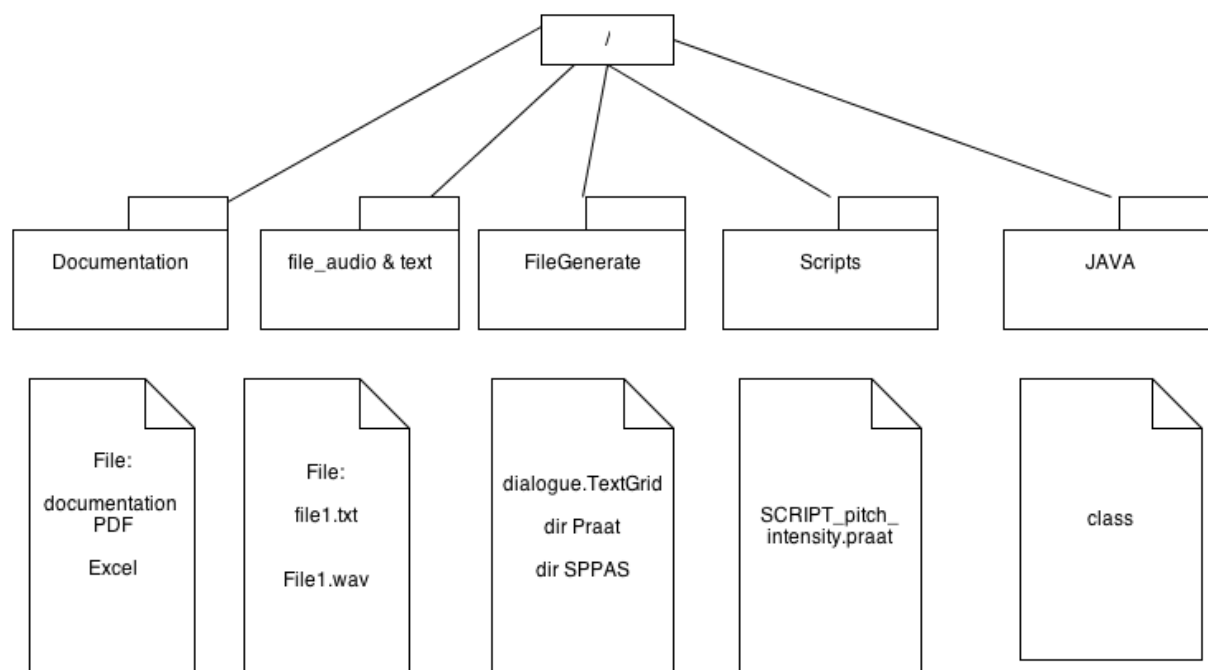 /
Documentation
file_audio & text
FileGenerate
Scripts
JAVA
File:
documentation
PDF
Excel
File:
file1.txt
File1.wav
dialogue.TextGrid
dir Praat
dir SPPAS
SCRIPT_pitch_
intensity.praat
class